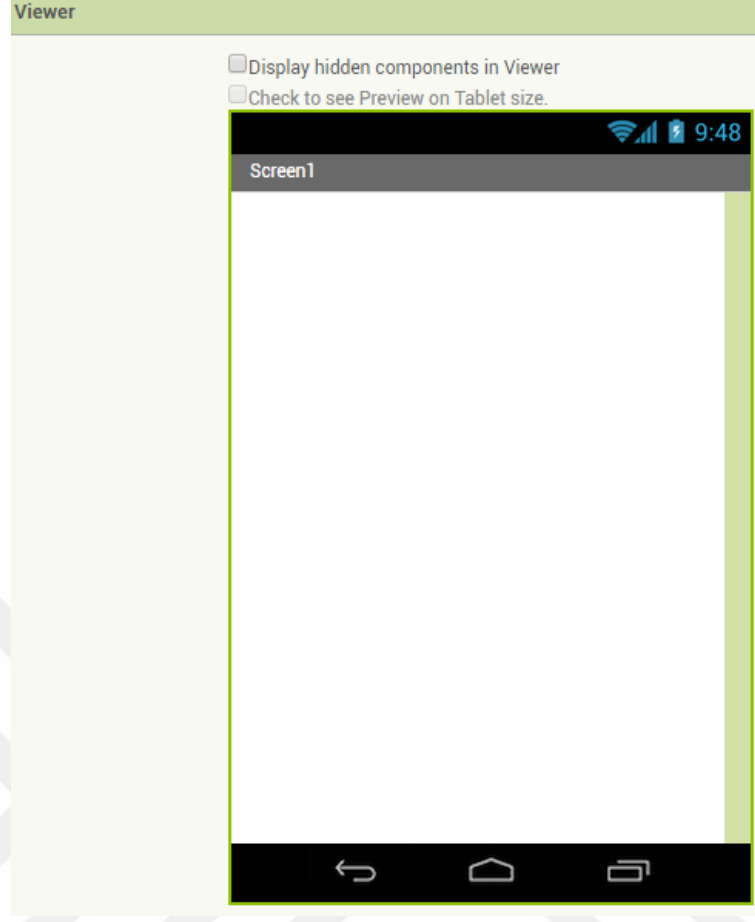 Viewer
Display hidden components in Viewer
Check to see Preview on Tablet size.
9:48
Screen1